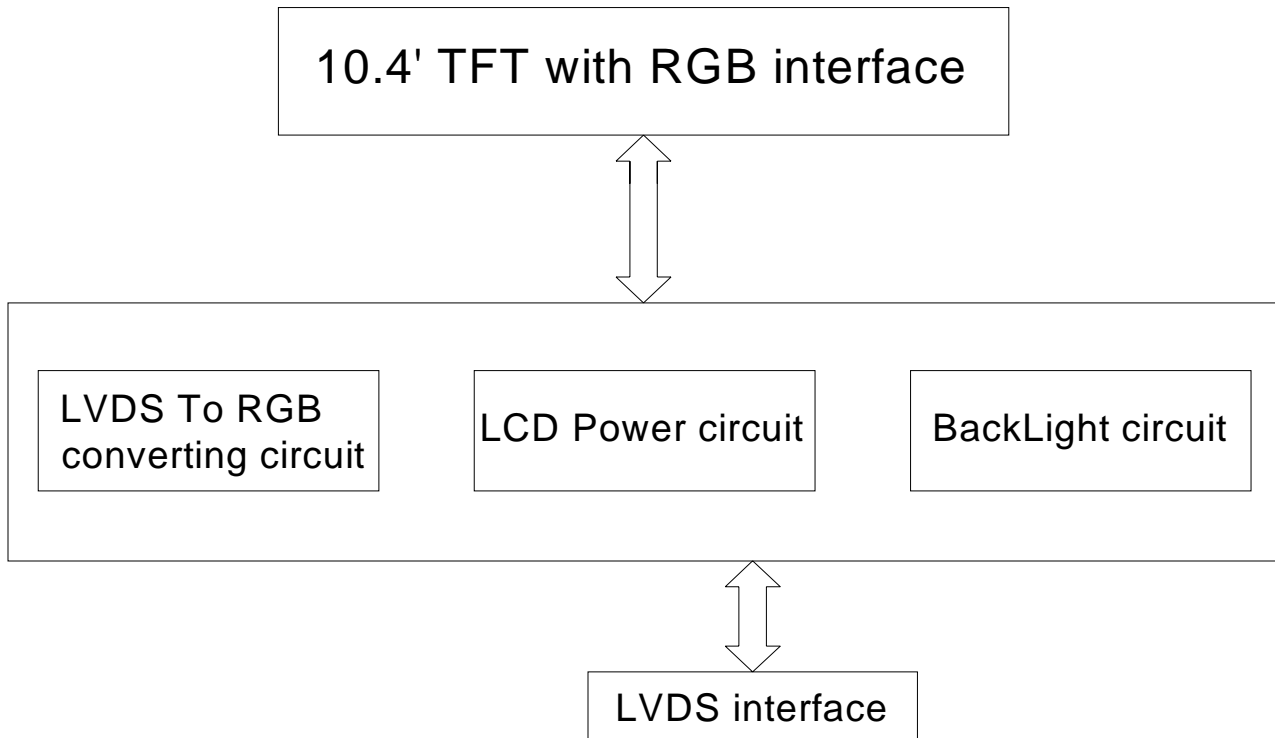 10.4' TFT with RGB interface
LVDS To RGB
converting circuit
LCD Power circuit
BackLight circuit
LVDS interface